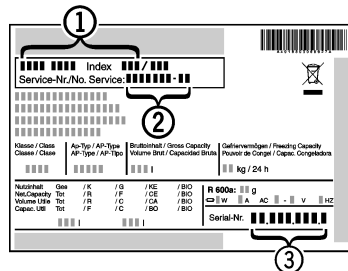 1
Index /
Service-Nr./No. Service: -
2
Klasse / Class
Classe / Clase
Ap-Typ / AP-Type
AP-Type / AP-Tipo
Bruttoinhalt / Gross Capacity
Volume Brut / Capacidad Bruta
Gefriervermögen / Freezing Capacity
Pouvoir de Congel / Capac. Congeladora
l
kg / 24 h
Nutzinhalt Ges / K / G / KE / BIO
Net.Capacity Tot / R / F / CE / BIO
Volume Utile Tot / R / C / CA / BIO
Capac. Util Tot / F / C / BO / BIO
l l
R 600a: g
W A AC - V HZ
Serial-Nr.
3